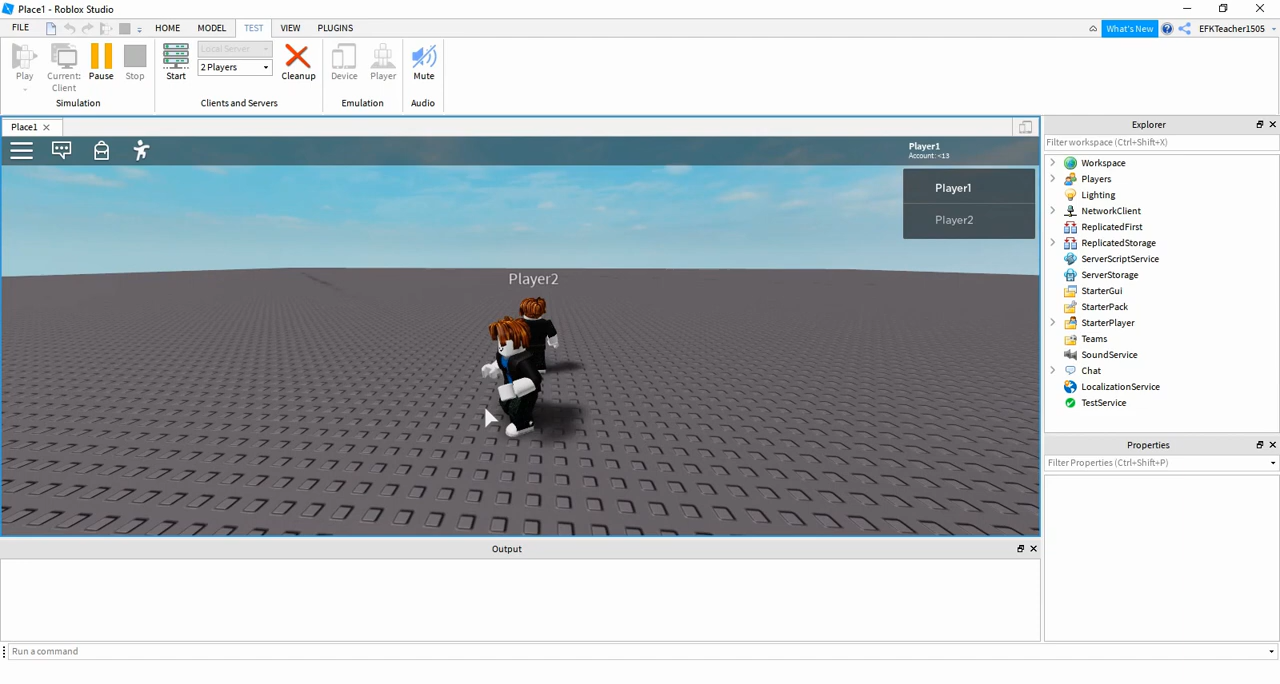 Place1 - Roblox Studio
FILE HOME MODEL TEST VIEW PLUGINS What's New EFKTeacher1505
Play Current: Client Pause Stop Start Local Server 2 Players Cleanup Device Player Mute
Simulation Clients and Servers Emulation Audio
Place1
Player1
Account: <13
Player1
Player2
Player2
Explorer
Filter workspace (Ctrl+Shift+X)
Workspace
Players
Lighting
NetworkClient
ReplicatedFirst
ReplicatedStorage
ServerScriptService
ServerStorage
StarterGui
StarterPack
StarterPlayer
Teams
SoundService
Chat
LocalizationService
TestService
Properties
Filter Properties (Ctrl+Shift+P)
Output
Run a command